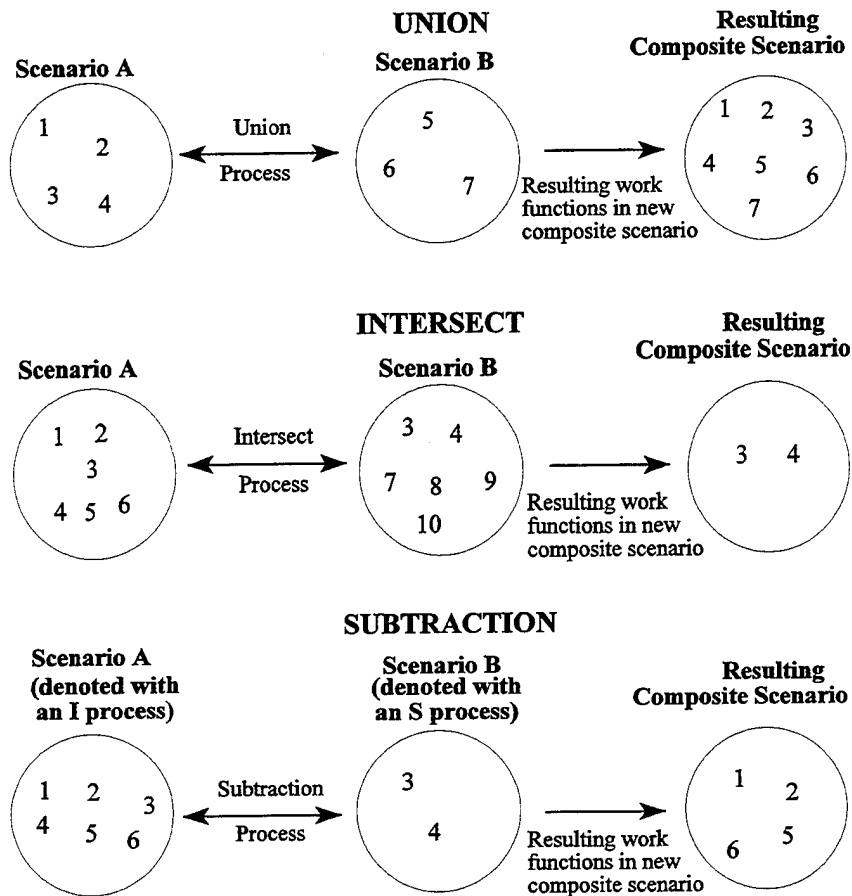 UNION
Resulting
Composite Scenario
Scenario A
Scenario B
1
2
3
4
Union
Process
5
6
7
Resulting work
functions in new
composite scenario
1 2 3
4 5 6
7
INTERSECT
Resulting
Composite Scenario
Scenario A
Scenario B
1 2
3
4 5 6
Intersect
Process
3 4
7 8 9
10
Resulting work
functions in new
composite scenario
3 4
SUBTRACTION
Scenario A
(denoted with
an I process)
Scenario B
(denoted with
an S process)
Resulting
Composite Scenario
1 2 3
4 5 6
Subtraction
Process
3
4
Resulting work
functions in new
composite scenario
1 2
6 5